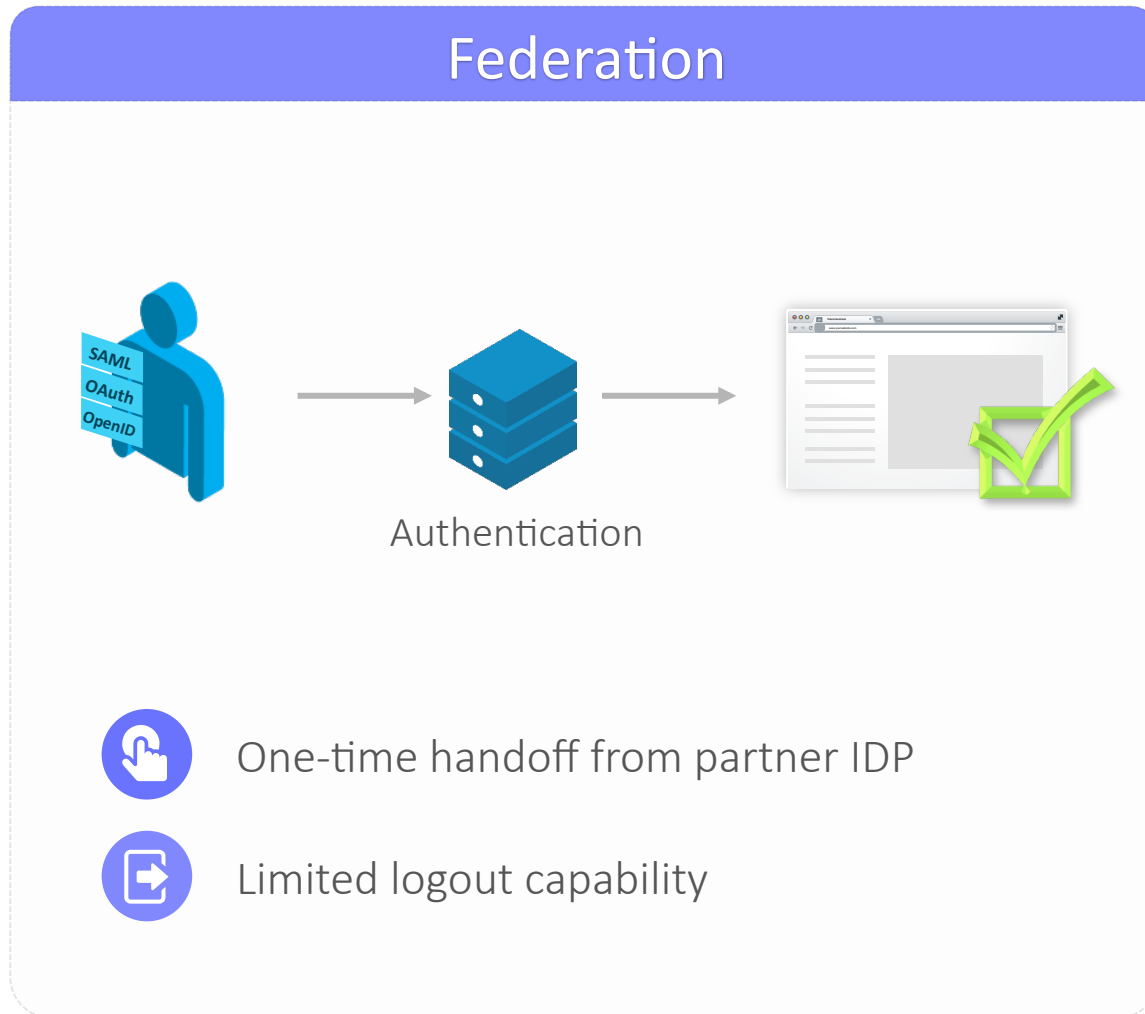 Federation
SAML
OAuth
OpenID
Authentication
One-time handoff from partner IDP
Limited logout capability